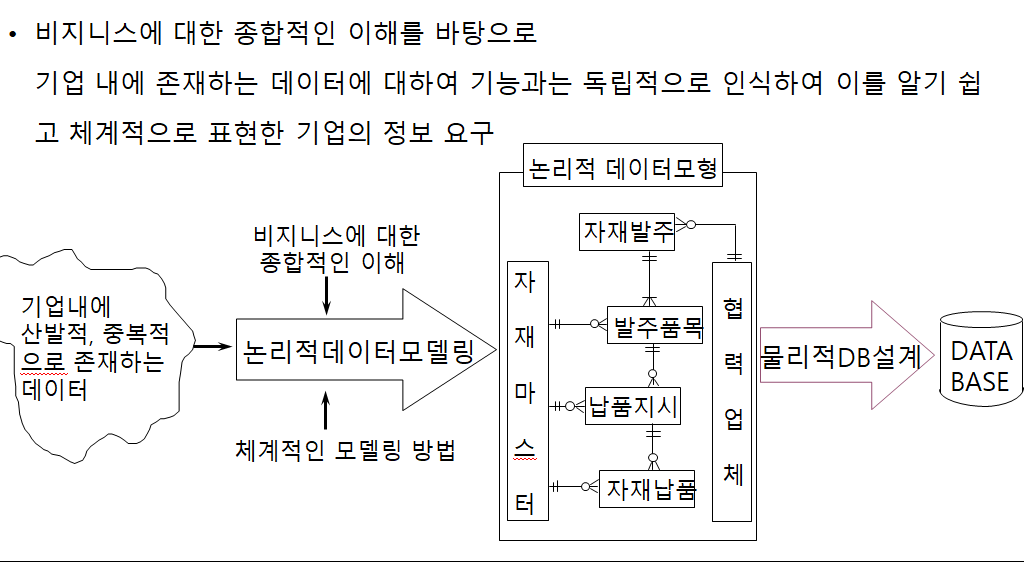 • 비지니스에 대한 종합적인 이해를 바탕으로
기업 내에 존재하는 데이터에 대하여 기능과는 독립적으로 인식하여 이를 알기 쉽
고 체계적으로 표현한 기업의 정보 요구
논리적 데이터모형
비지니스에 대한
종합적인 이해
기업내에
산발적, 중복적
으로 존재하는
데이터
논리적데이터모델링
체계적인 모델링 방법
자재마스터
자재발주
발주품목
납품지시
자재납품
협력업체
물리적DB설계
DATA
BASE